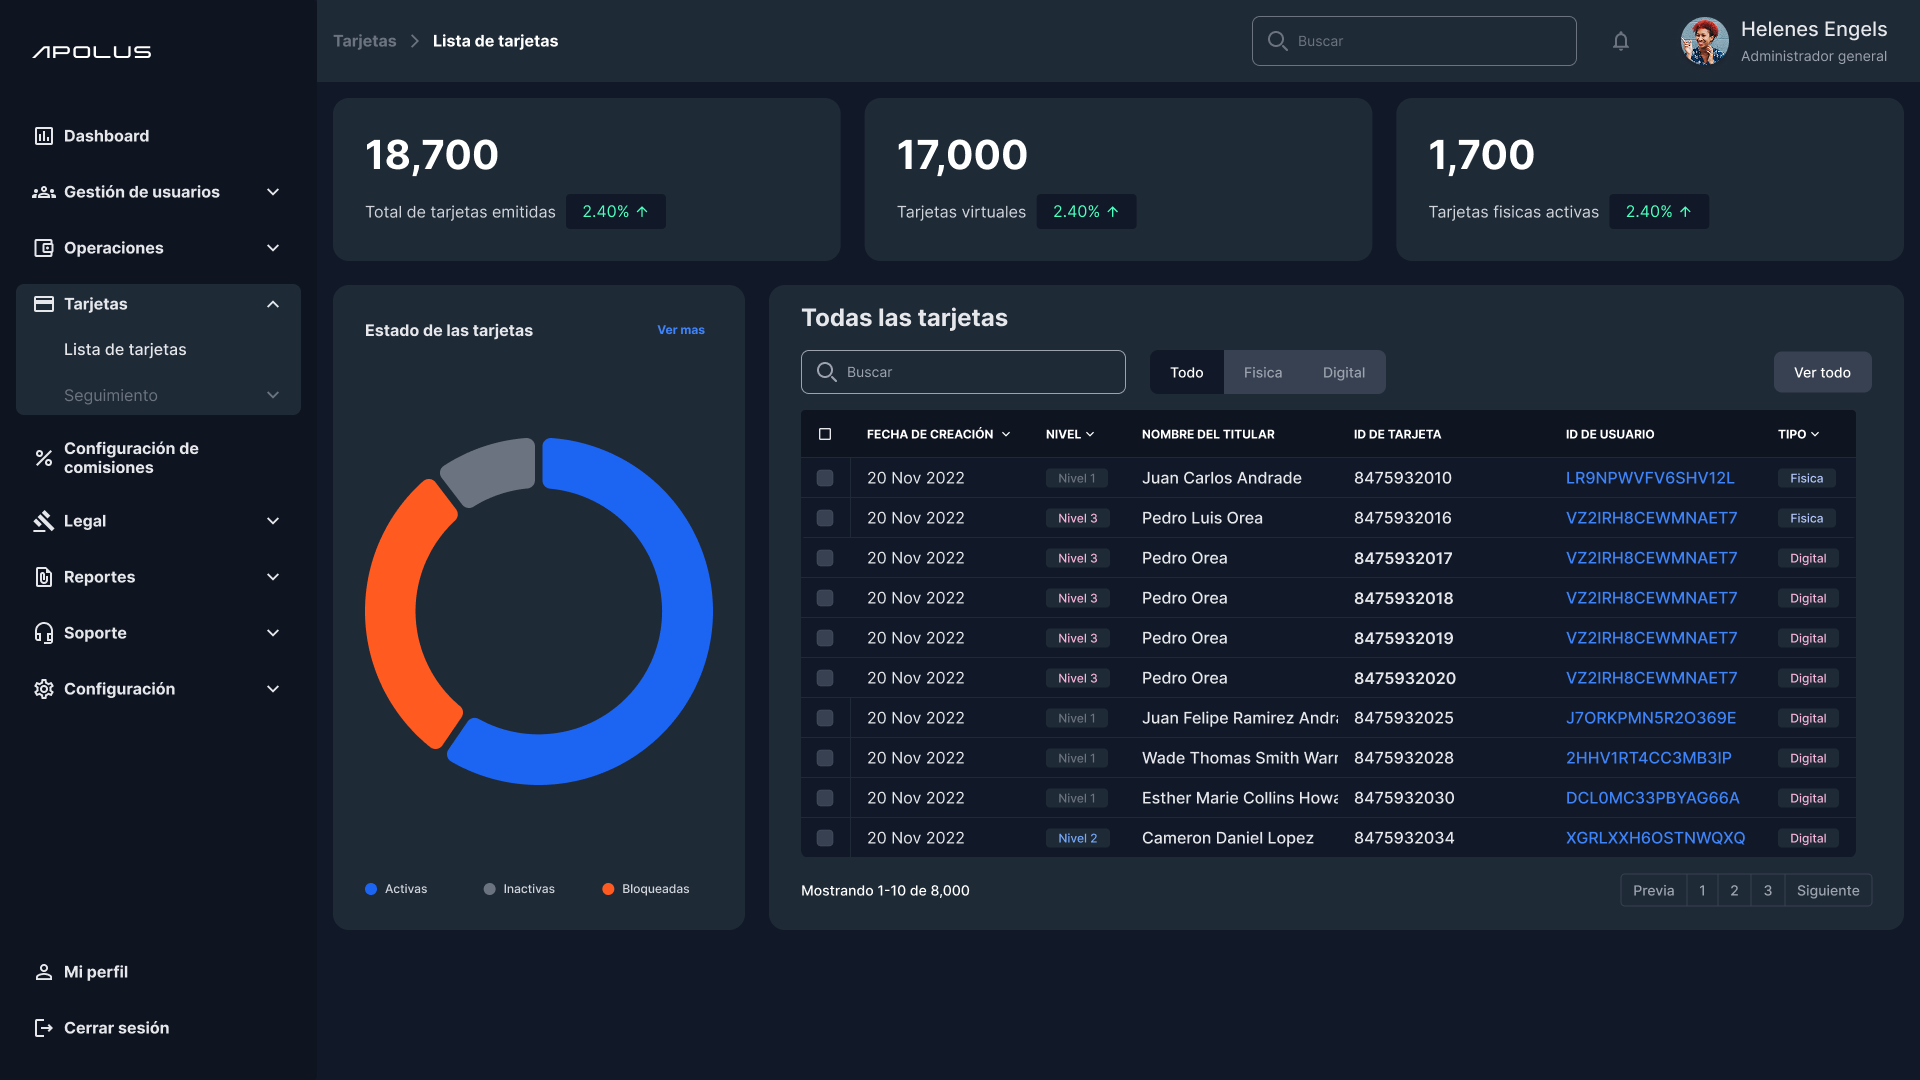 APOLUS
Dashboard
Gestión de usuarios
Operaciones
Tarjetas
Lista de tarjetas
Seguimiento
Configuración de
comisiones
Legal
Reportes
Soporte
Configuración
Mi perfil
Cerrar sesión
Tarjetas > Lista de tarjetas
Buscar
Helenes Engels
Administrador general
18,700
Total de tarjetas emitidas 2.40% ↑
17,000
Tarjetas virtuales 2.40% ↑
1,700
Tarjetas fisicas activas 2.40% ↑
Estado de las tarjetas Ver mas
Activas Inactivas Bloqueadas
Todas las tarjetas
Buscar Todo Fisica Digital Ver todo
FECHA DE CREACIÓN NIVEL NOMBRE DEL TITULAR ID DE TARJETA ID DE USUARIO TIPO
20 Nov 2022 Nivel 1 Juan Carlos Andrade 8475932010 LR9NPWVFV6SHV12L Fisica
20 Nov 2022 Nivel 3 Pedro Luis Orea 8475932016 VZ2IRH8CEWMNAET7 Fisica
20 Nov 2022 Nivel 3 Pedro Orea 8475932017 VZ2IRH8CEWMNAET7 Digital
20 Nov 2022 Nivel 3 Pedro Orea 8475932018 VZ2IRH8CEWMNAET7 Digital
20 Nov 2022 Nivel 3 Pedro Orea 8475932019 VZ2IRH8CEWMNAET7 Digital
20 Nov 2022 Nivel 3 Pedro Orea 8475932020 VZ2IRH8CEWMNAET7 Digital
20 Nov 2022 Nivel 1 Juan Felipe Ramirez Andra 8475932025 J7ORKPMN5R2O369E Digital
20 Nov 2022 Nivel 1 Wade Thomas Smith Warr 8475932028 2HHV1RT4CC3MB3IP Digital
20 Nov 2022 Nivel 1 Esther Marie Collins Howa 8475932030 DCL0MC33PBYAG66A Digital
20 Nov 2022 Nivel 2 Cameron Daniel Lopez 8475932034 XGRLXXH6OSTNWQXQ Digital
Mostrando 1-10 de 8,000
Previa 1 2 3 Siguiente